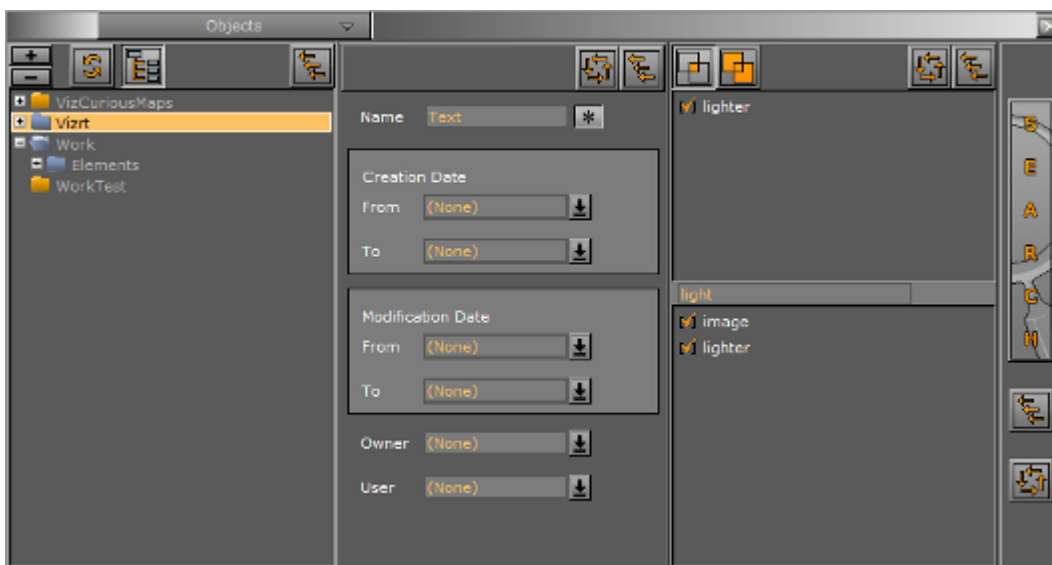 Objects
VizCuriousMaps
Vizrt
Work
Elements
WorkTest
Name Text *
Creation Date
From (None)
To (None)
Modification Date
From (None)
To (None)
Owner (None)
User (None)
lighter
light
image
lighter
S
E
A
R
C
H